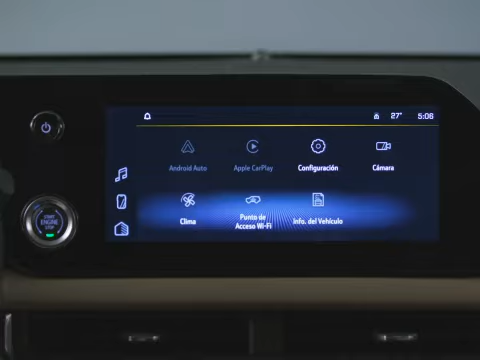 27° 5:06
Android Auto Apple CarPlay Configuración Cámara
START
ENGINE
STOP
Clima Punto de Acceso Wi-Fi Info. del Vehículo